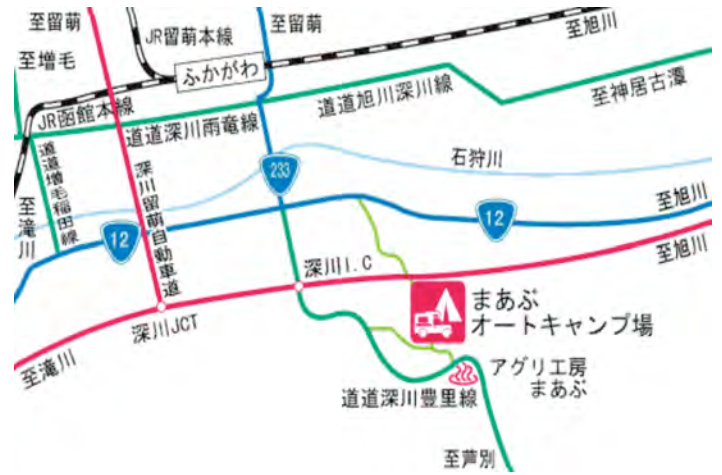 至留萌
JR留萌本線
至留萌
至旭川
至増毛
ふかがわ
JR函館本線
道道深川雨竜線
道道旭川深川線
至神居古潭
道道増毛稲田線
深川留萌自動車道
233
石狩川
至滝川
12
12
至旭川
至旭川
深川I.C
深川JCT
至滝川
まあぶ
オートキャンプ場
アグリ工房
まあぶ
道道深川豊里線
至芦別